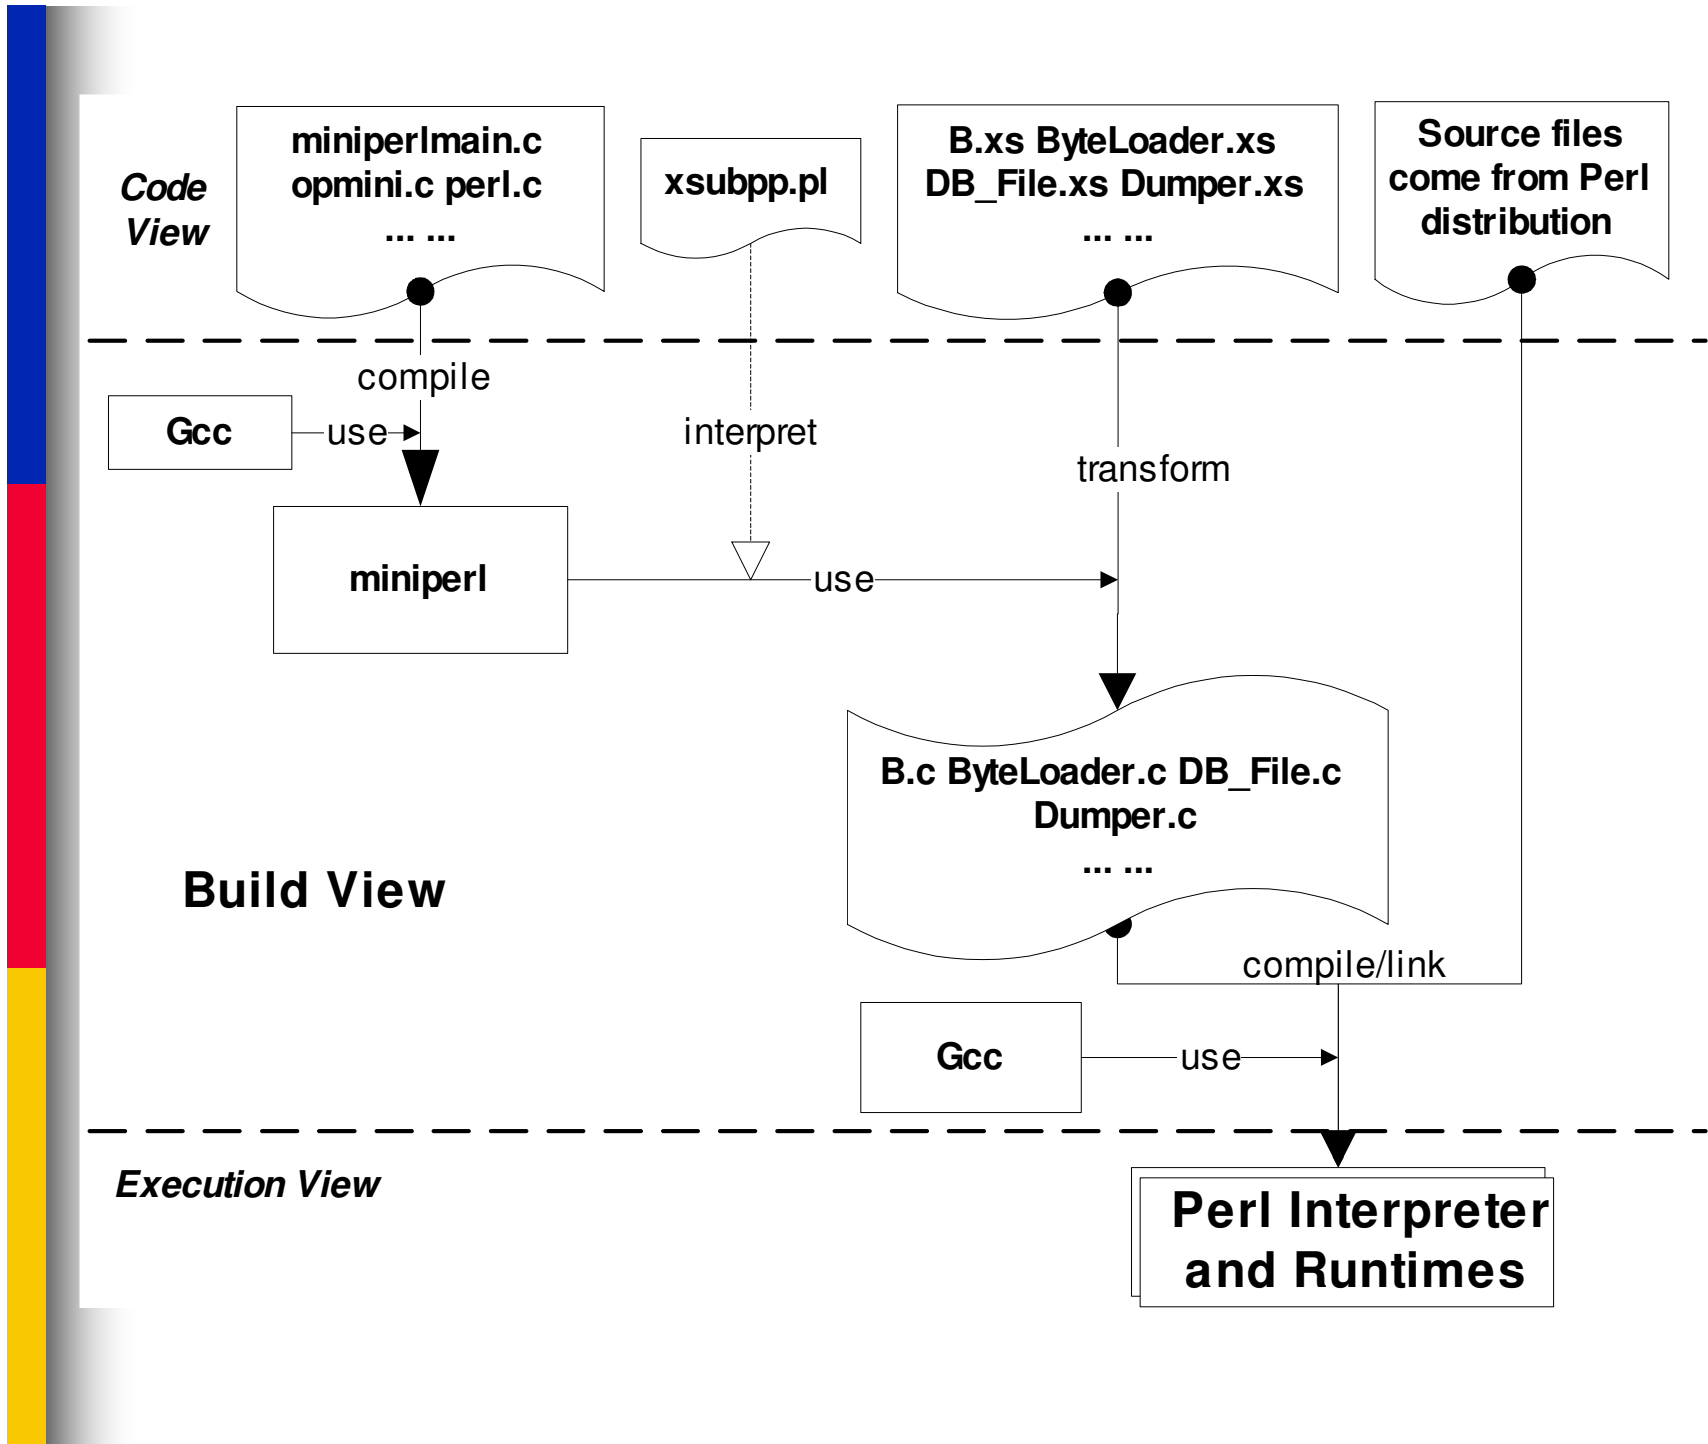 miniperlmain.c
opmini.c perl.c
... ...
xsubpp.pl
B.xs ByteLoader.xs
DB_File.xs Dumper.xs
... ...
Source files
come from Perl
distribution
Code
View
compile
Gcc
use
interpret
transform
miniperl
use
B.c ByteLoader.c DB_File.c
Dumper.c
... ...
Build View
compile/link
Gcc
use
Execution View
Perl Interpreter
and Runtimes